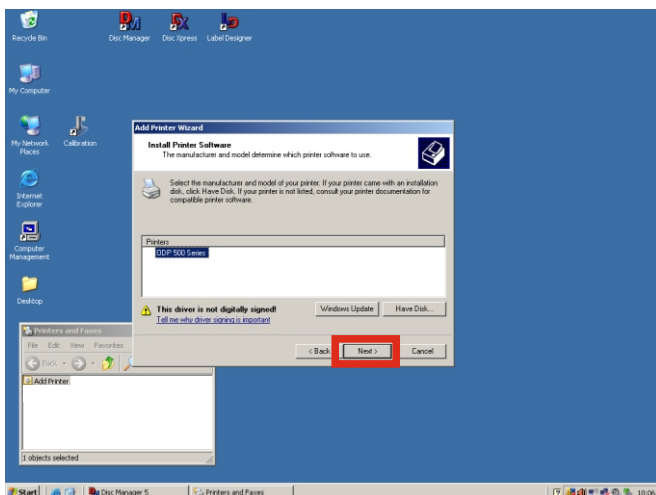 Recycle Bin
Disc Manager
Disc Xpress
Label Designer
My Computer
My Network Places
Calibration
Internet Explorer
Computer Management
Desktop
Add Printer Wizard
Install Printer Software
The manufacturer and model determine which printer software to use.
Select the manufacturer and model of your printer. If your printer came with an installation
disk, click Have Disk. If your printer is not listed, consult your printer documentation for
compatible printer software.
Printers
DDP 500 Series
This driver is not digitally signed!
Tell me why driver signing is important
Windows Update
Have Disk...
< Back
Next >
Cancel
Printers and Faxes
File Edit View Favorites
Back
Add Printer
1 objects selected
Start
Disc Manager 5
Printers and Faxes
10:06